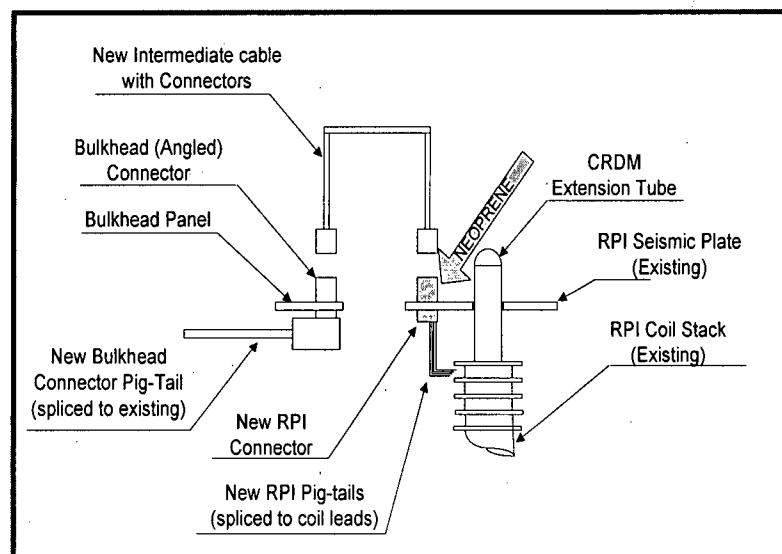 New Intermediate cable
with Connectors
Bulkhead (Angled)
Connector
Bulkhead Panel
NEOPRENE
CRDM
Extension Tube
RPI Seismic Plate
(Existing)
RPI Coil Stack
(Existing)
New Bulkhead
Connector Pig-Tail
(spliced to existing)
New RPI
Connector
New RPI Pig-tails
(spliced to coil leads)